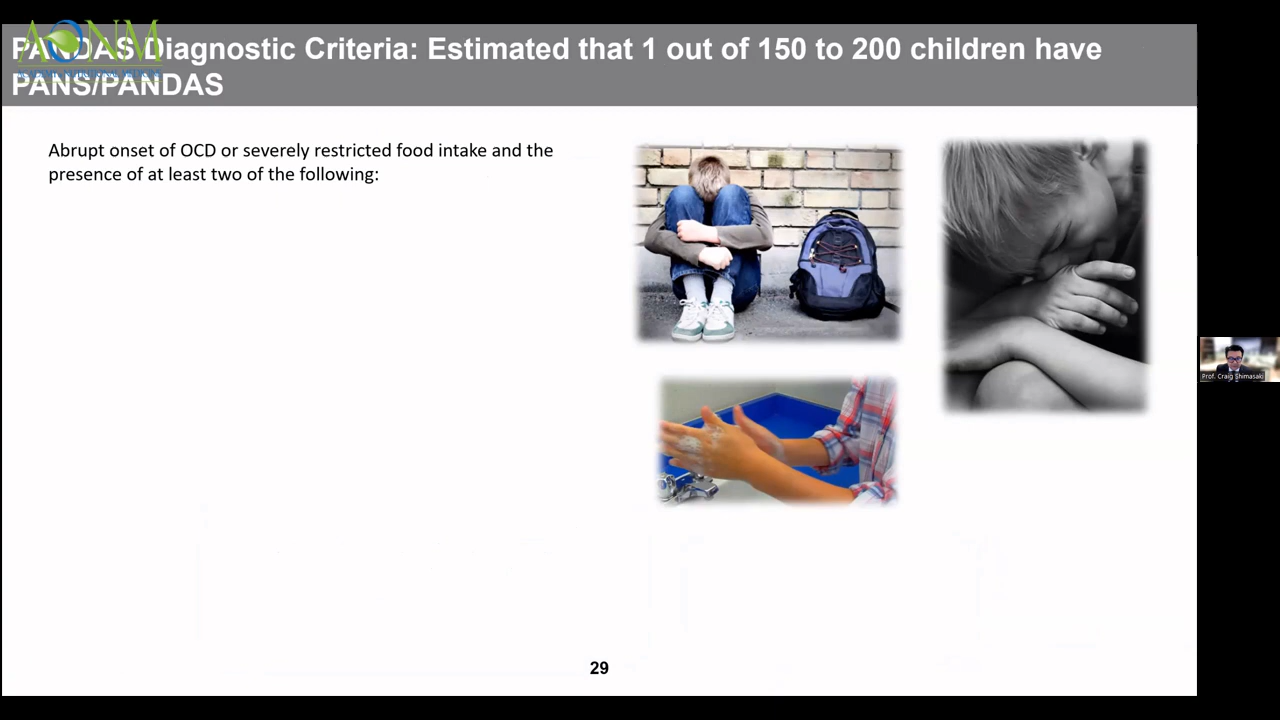 AONM
PANDAS Diagnostic Criteria: Estimated that 1 out of 150 to 200 children have
PANS/PANDAS
Abrupt onset of OCD or severely restricted food intake and the
presence of at least two of the following:
Prof. Craig Shimasaki
29